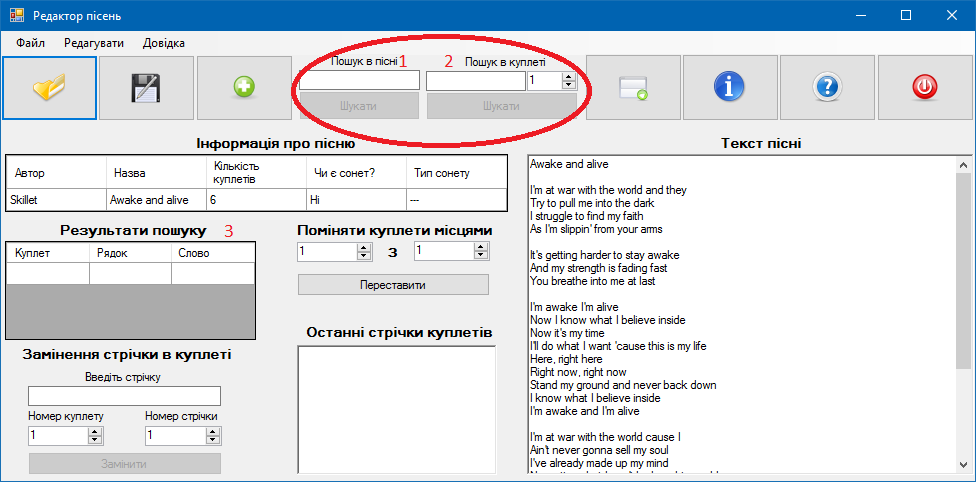 Редактор пісень
Файл Редагувати Довідка
Пошук в пісні 1 2 Пошук в куплеті
1
Шукати Шукати
Інформація про пісню
Автор Назва Кількість куплетів Чи є сонет? Тип сонету
Skillet Awake and alive 6 Ні ---
Результати пошуку 3
Куплет Рядок Слово
Поміняти куплети місцями
1 З 1
Переставити
Замінення стрічки в куплеті
Введіть стрічку
Номер куплету Номер стрічки
1 1
Замінити
Останні стрічки куплетів
Текст пісні
Awake and alive
I'm at war with the world and they
Try to pull me into the dark
I struggle to find my faith
As I'm slippin' from your arms
It's getting harder to stay awake
And my strength is fading fast
You breathe into me at last
I'm awake I'm alive
Now I know what I believe inside
Now it's my time
I'll do what I want 'cause this is my life
Here, right here
Right now, right now
Stand my ground and never back down
I know what I believe inside
I'm awake and I'm alive
I'm at war with the world cause I
Ain't never gonna sell my soul
I've already made up my mind